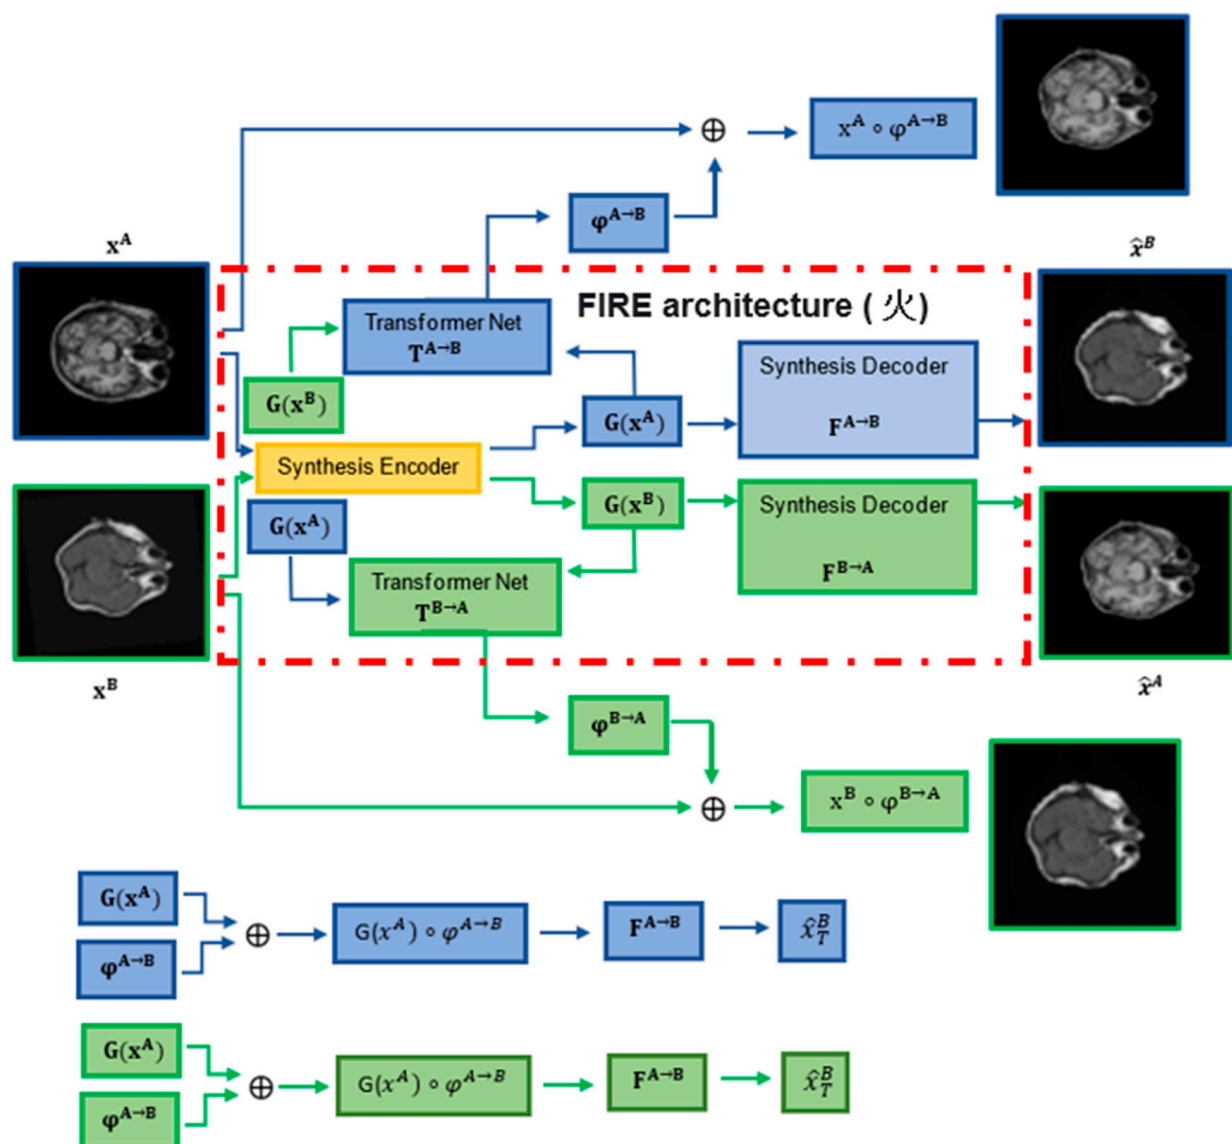 x^A ∘ φ^{A→B}
φ^{A→B}
x^A
x̂^B
FIRE architecture ( 火)
Transformer Net
T^{A→B}
Synthesis Decoder
F^{A→B}
G(x^B)
G(x^A)
Synthesis Encoder
G(x^B)
Synthesis Decoder
F^{B→A}
G(x^A)
Transformer Net
T^{B→A}
x^B
x̂^A
φ^{B→A}
x^B ∘ φ^{B→A}
⊕
⊕
G(x^A)
φ^{A→B}
⊕
G(x^A) ∘ φ^{A→B}
F^{A→B}
x̂_T^B
G(x^A)
φ^{A→B}
⊕
G(x^A) ∘ φ^{A→B}
F^{A→B}
x̂_T^B